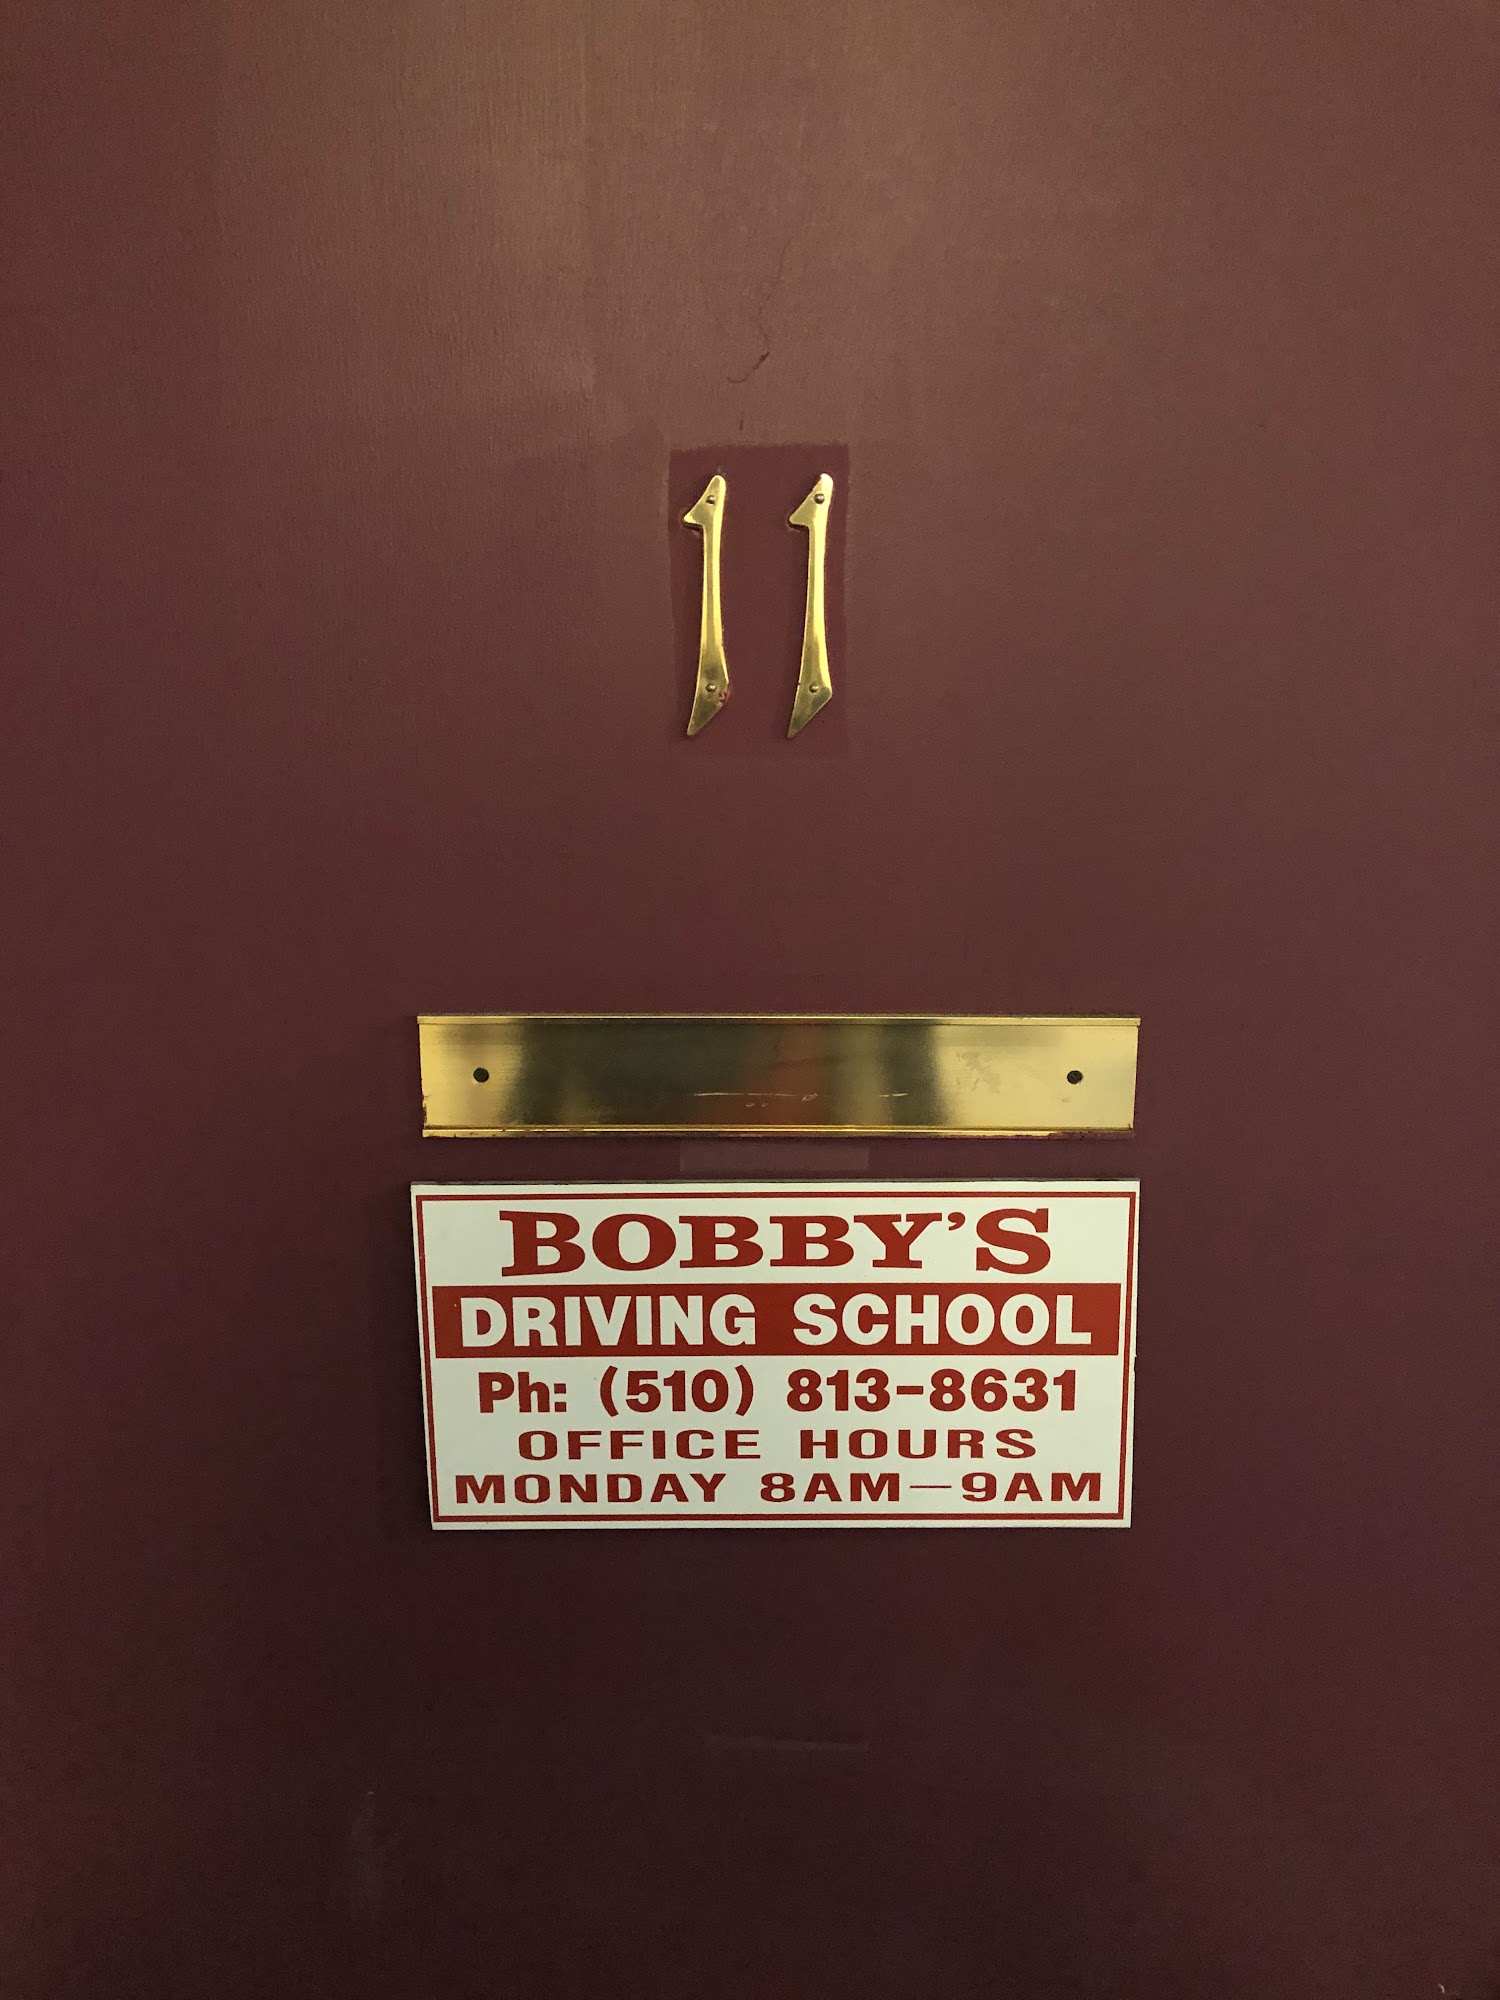 11
BOBBY'S
DRIVING SCHOOL
Ph: (510) 813-8631
OFFICE HOURS
MONDAY 8AM—9AM